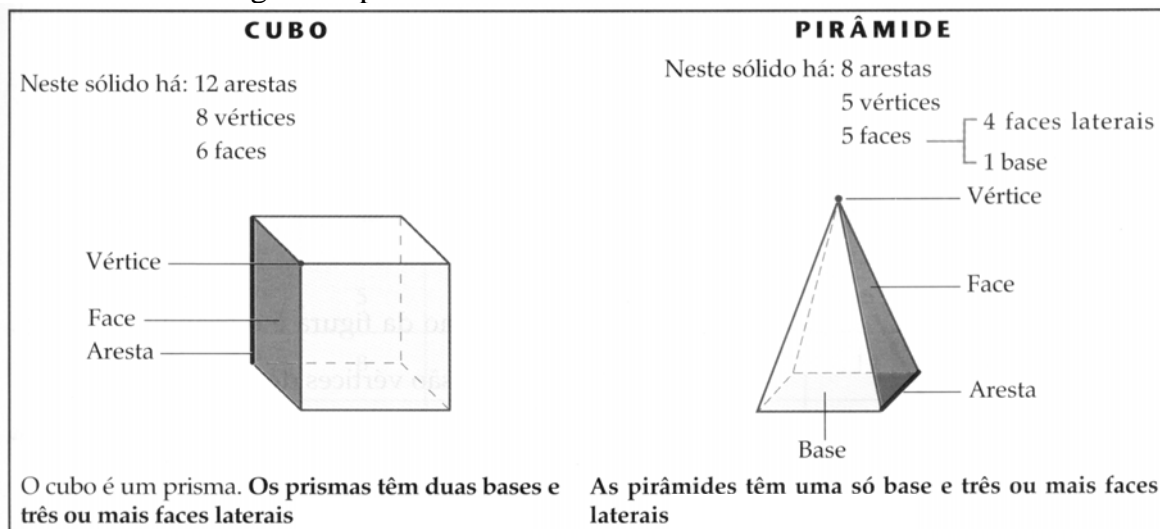 CUBO
Neste sólido há: 12 arestas
8 vértices
6 faces
Vértice
Face
Aresta
O cubo é um prisma. Os prismas têm duas bases e
três ou mais faces laterais
PIRÂMIDE
Neste sólido há: 8 arestas
5 vértices
5 faces
4 faces laterais
1 base
Vértice
Face
Aresta
Base
As pirâmides têm uma só base e três ou mais faces
laterais